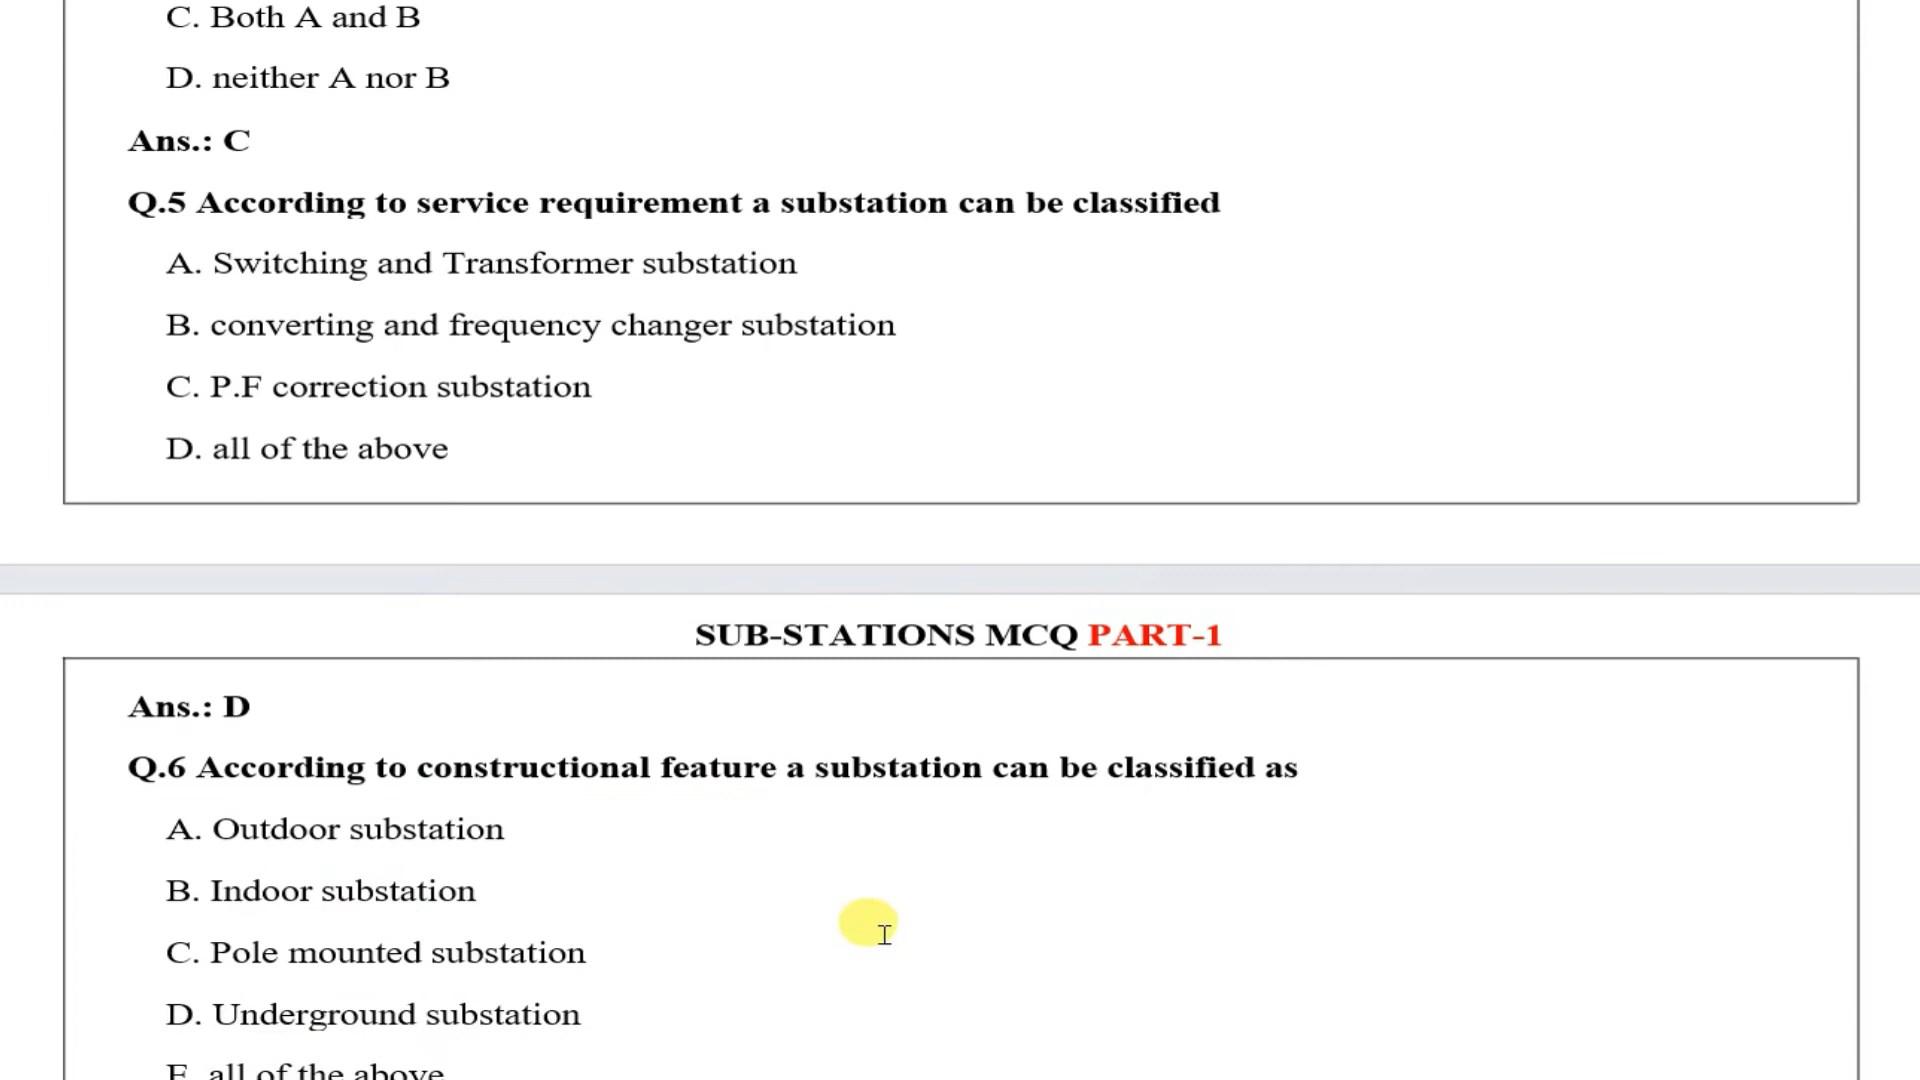 C. Both A and B
D. neither A nor B
Ans.: C
Q.5 According to service requirement a substation can be classified
A. Switching and Transformer substation
B. converting and frequency changer substation
C. P.F correction substation
D. all of the above
SUB-STATIONS MCQ PART-1
Ans.: D
Q.6 According to constructional feature a substation can be classified as
A. Outdoor substation
B. Indoor substation
C. Pole mounted substation
D. Underground substation
E. all of the above